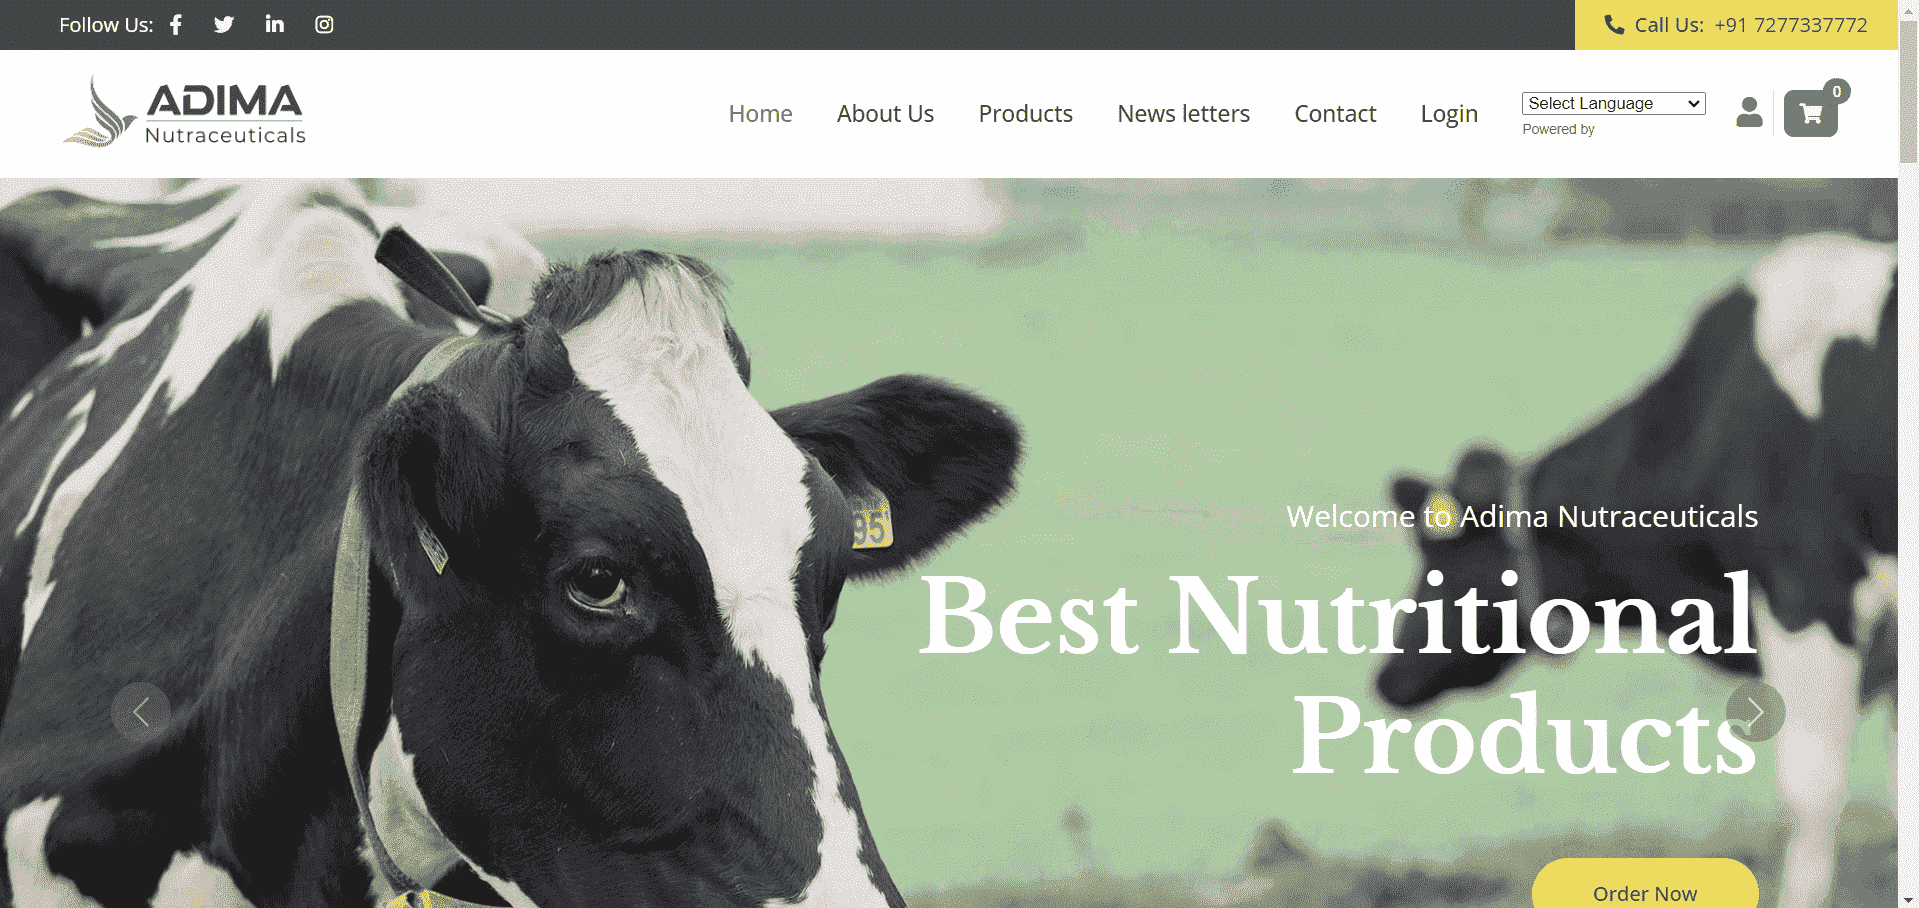 Follow Us:
Call Us: +91 7277337772
ADIMA
Nutraceuticals
Home About Us Products News letters Contact Login
Select Language
Powered by
0
95
Welcome to Adima Nutraceuticals
Best Nutritional
Products
Order Now